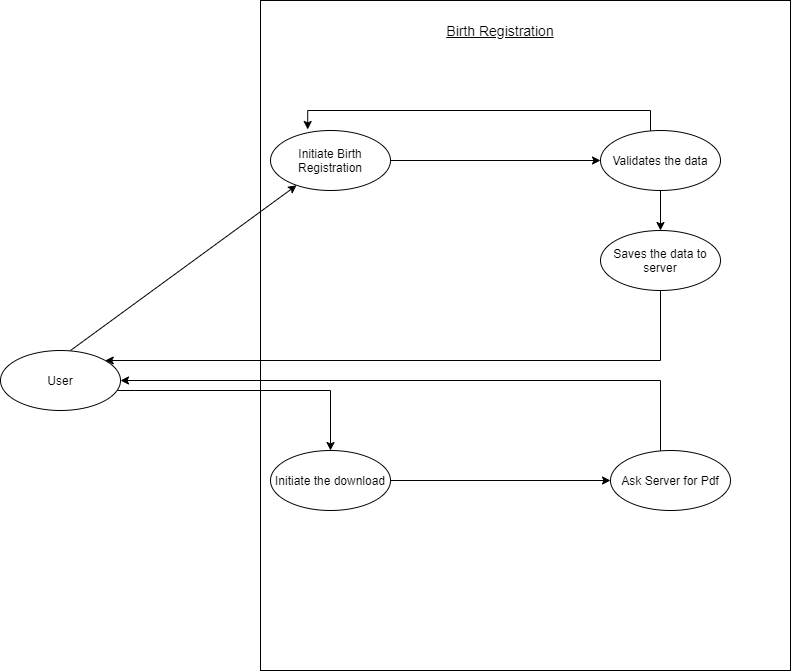 Birth Registration
Initiate Birth
Registration
Validates the data
Saves the data to
server
User
Initiate the download
Ask Server for Pdf